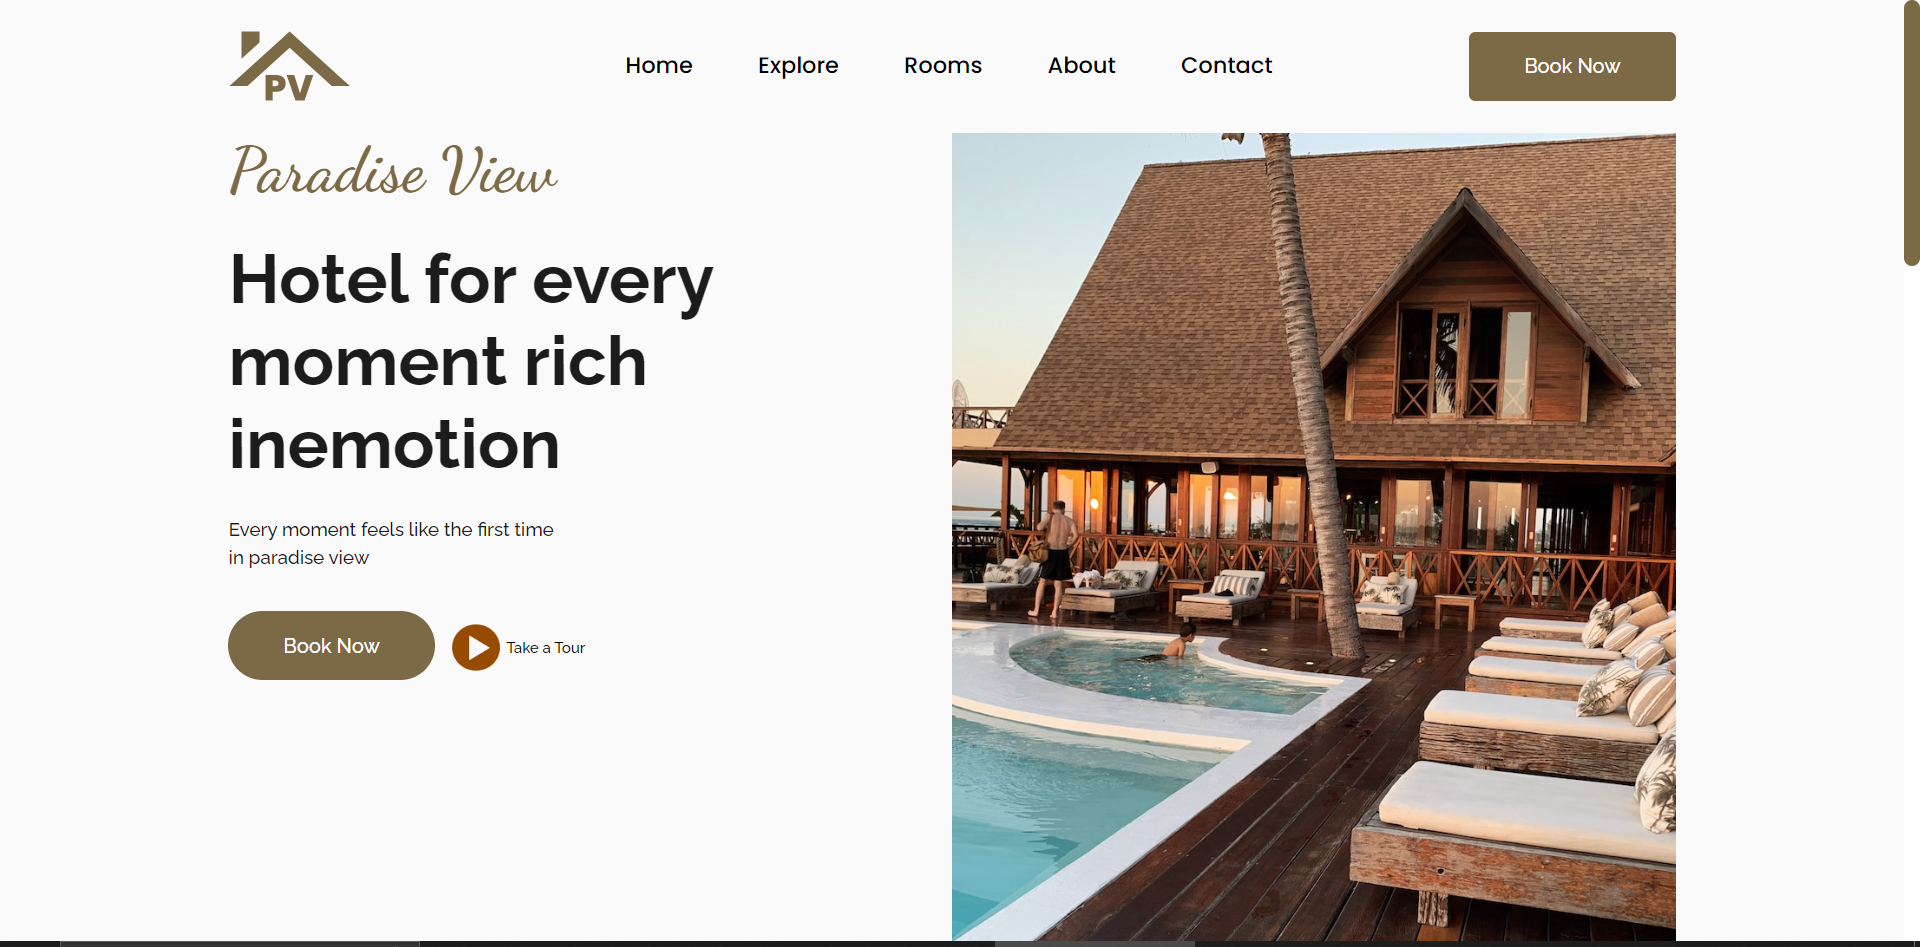 PV
Home Explore Rooms About Contact Book Now
Paradise View
Hotel for every
moment rich
inemotion
Every moment feels like the first time
in paradise view
Book Now Take a Tour